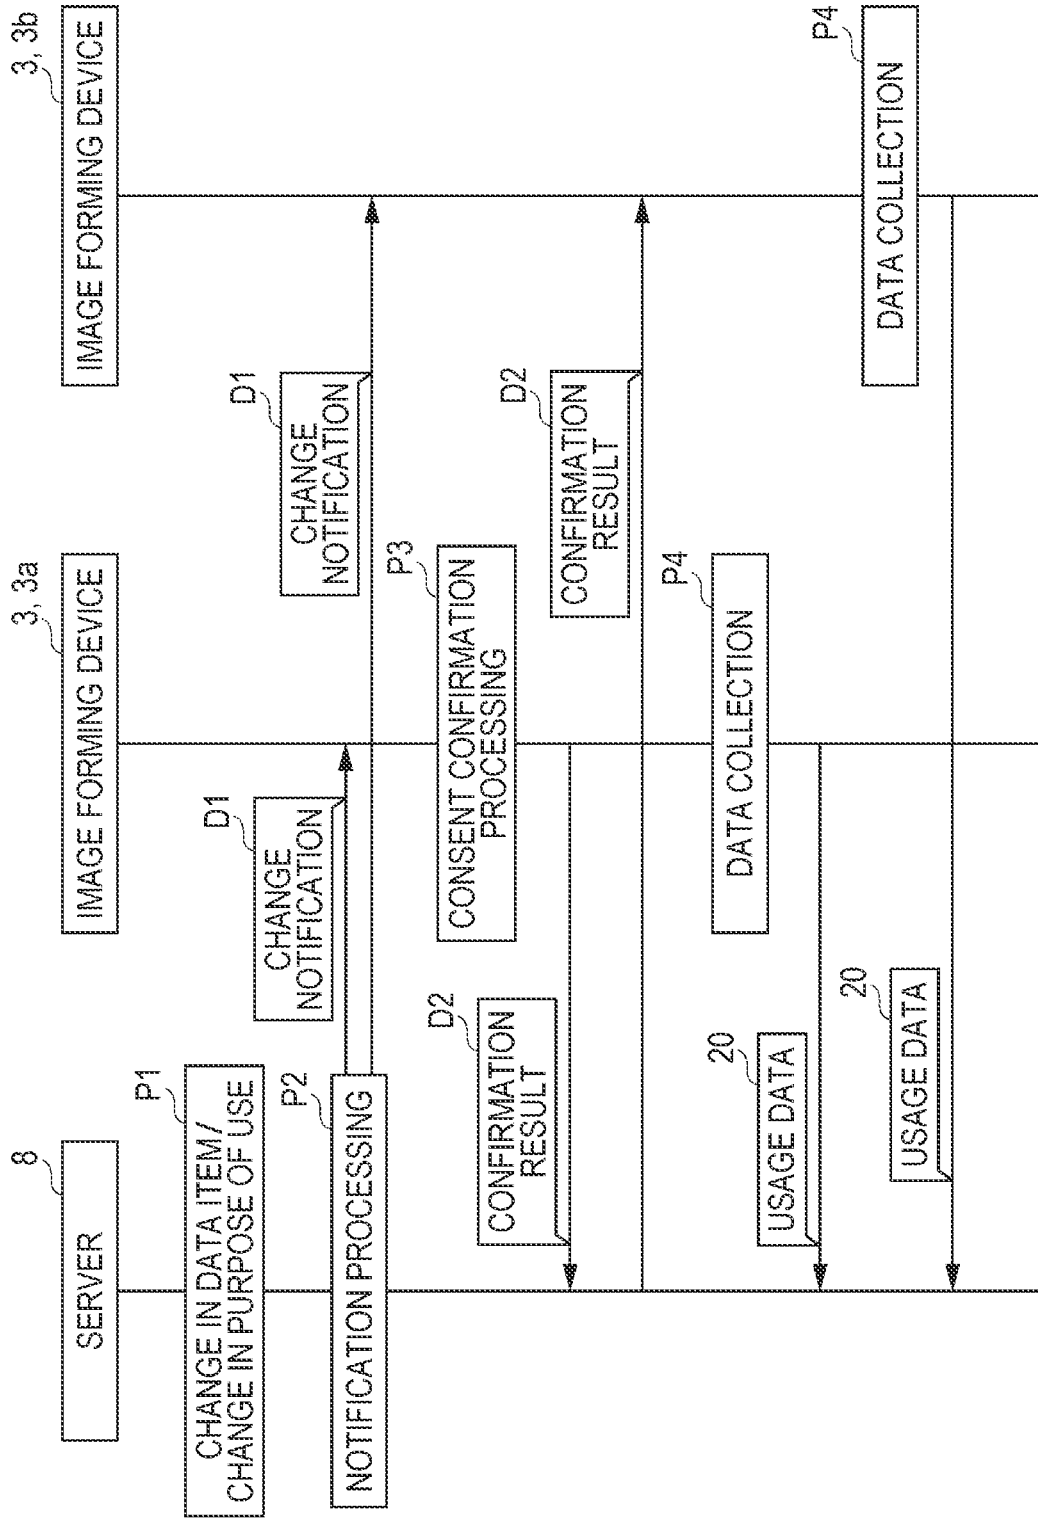 8
SERVER
3, 3a
IMAGE FORMING DEVICE
3, 3b
IMAGE FORMING DEVICE
P1
CHANGE IN DATA ITEM/
CHANGE IN PURPOSE OF USE
P2
NOTIFICATION PROCESSING
D1
CHANGE
NOTIFICATION
D1
CHANGE
NOTIFICATION
P3
CONSENT CONFIRMATION
PROCESSING
D2
CONFIRMATION
RESULT
D2
CONFIRMATION
RESULT
P4
DATA COLLECTION
20
USAGE DATA
P4
DATA COLLECTION
20
USAGE DATA